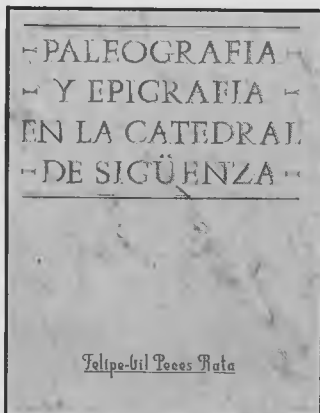 PALEOGRAFIA
Y EPIGRAFIA
EN LA CATEDRAL
DE SIGÜENZA
Felipe-Gil Peces Rata